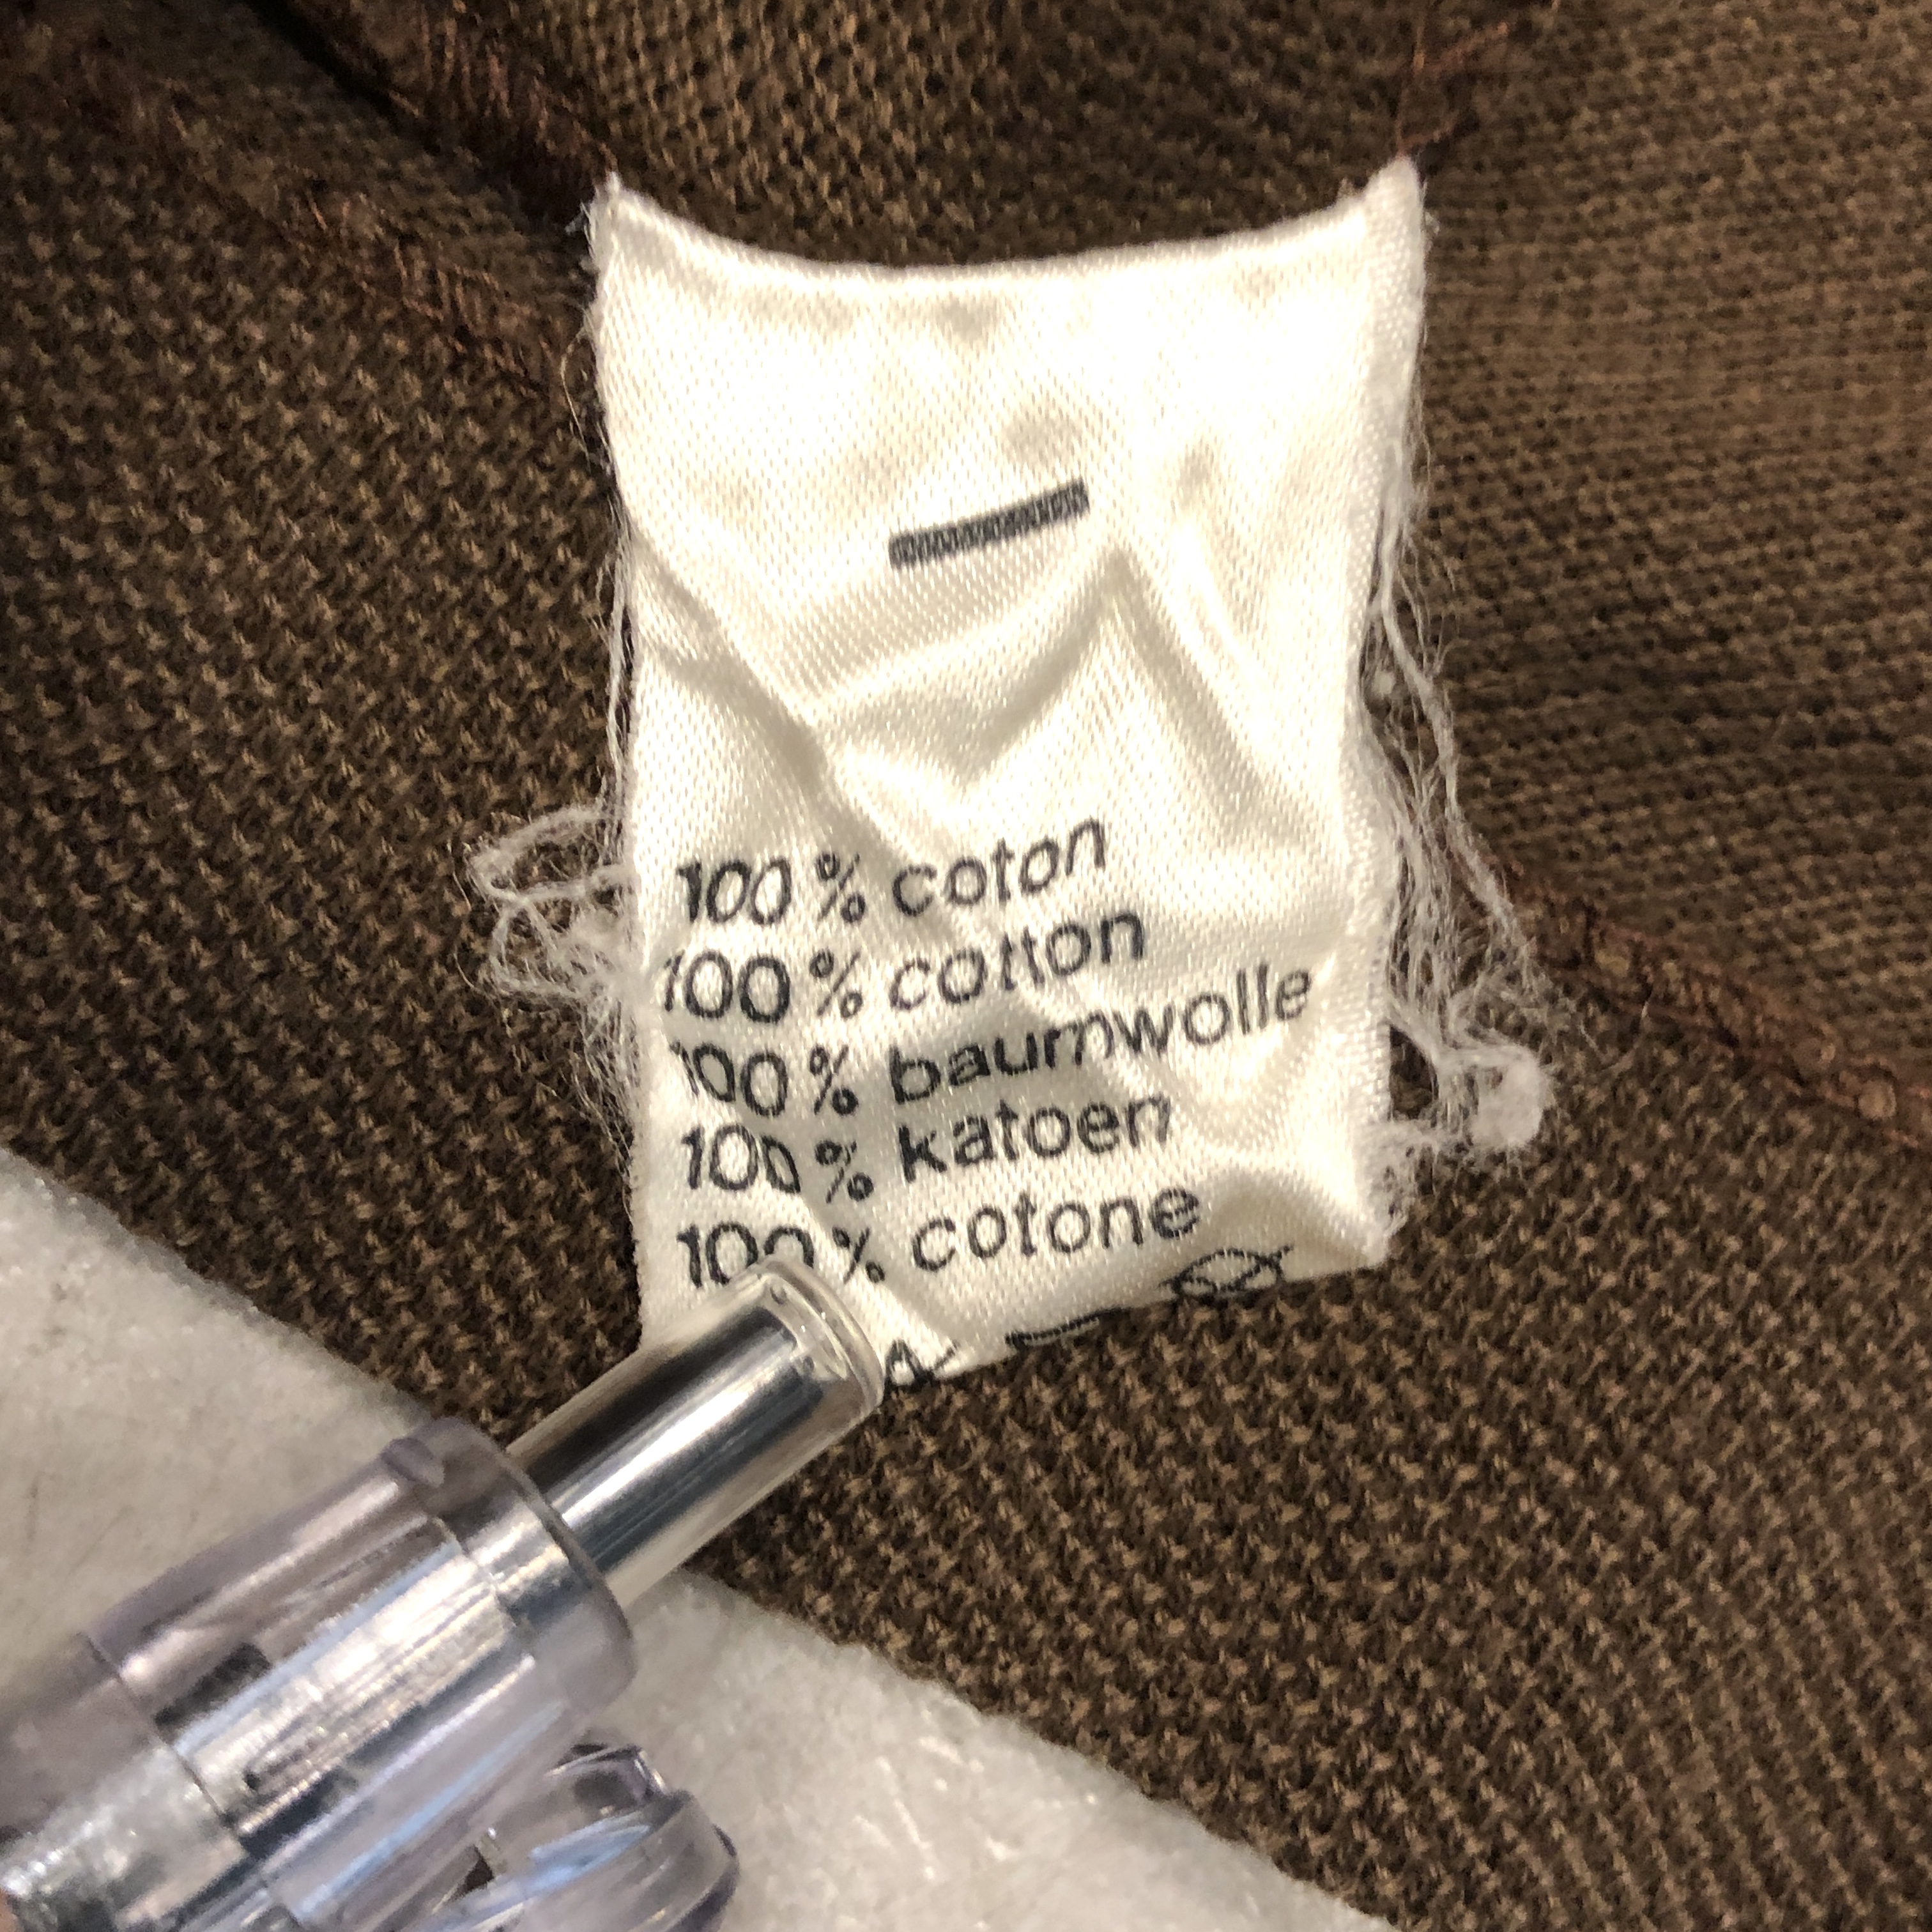 100% coton
100% cotton
100% baumwolle
100% katoen
100% cotone